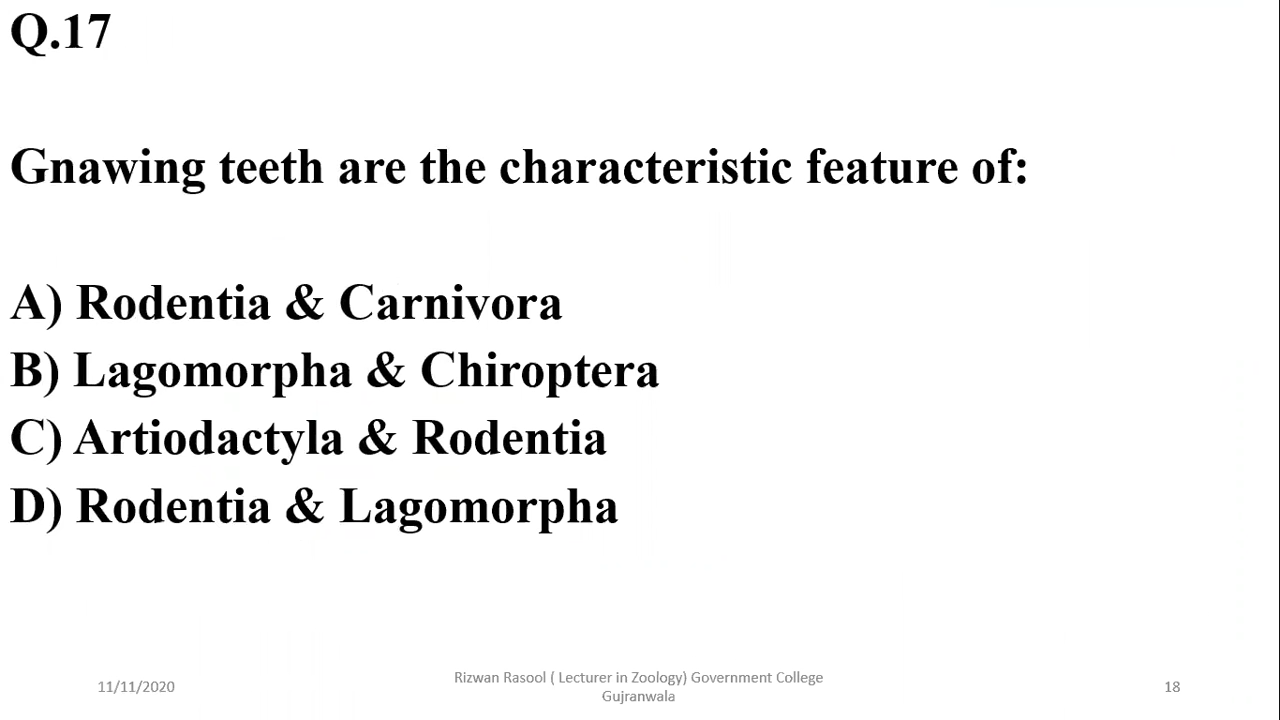 Q.17
Gnawing teeth are the characteristic feature of:
A) Rodentia & Carnivora
B) Lagomorpha & Chiroptera
C) Artiodactyla & Rodentia
D) Rodentia & Lagomorpha
11/11/2020
Rizwan Rasool ( Lecturer in Zoology) Government College
Gujranwala
18